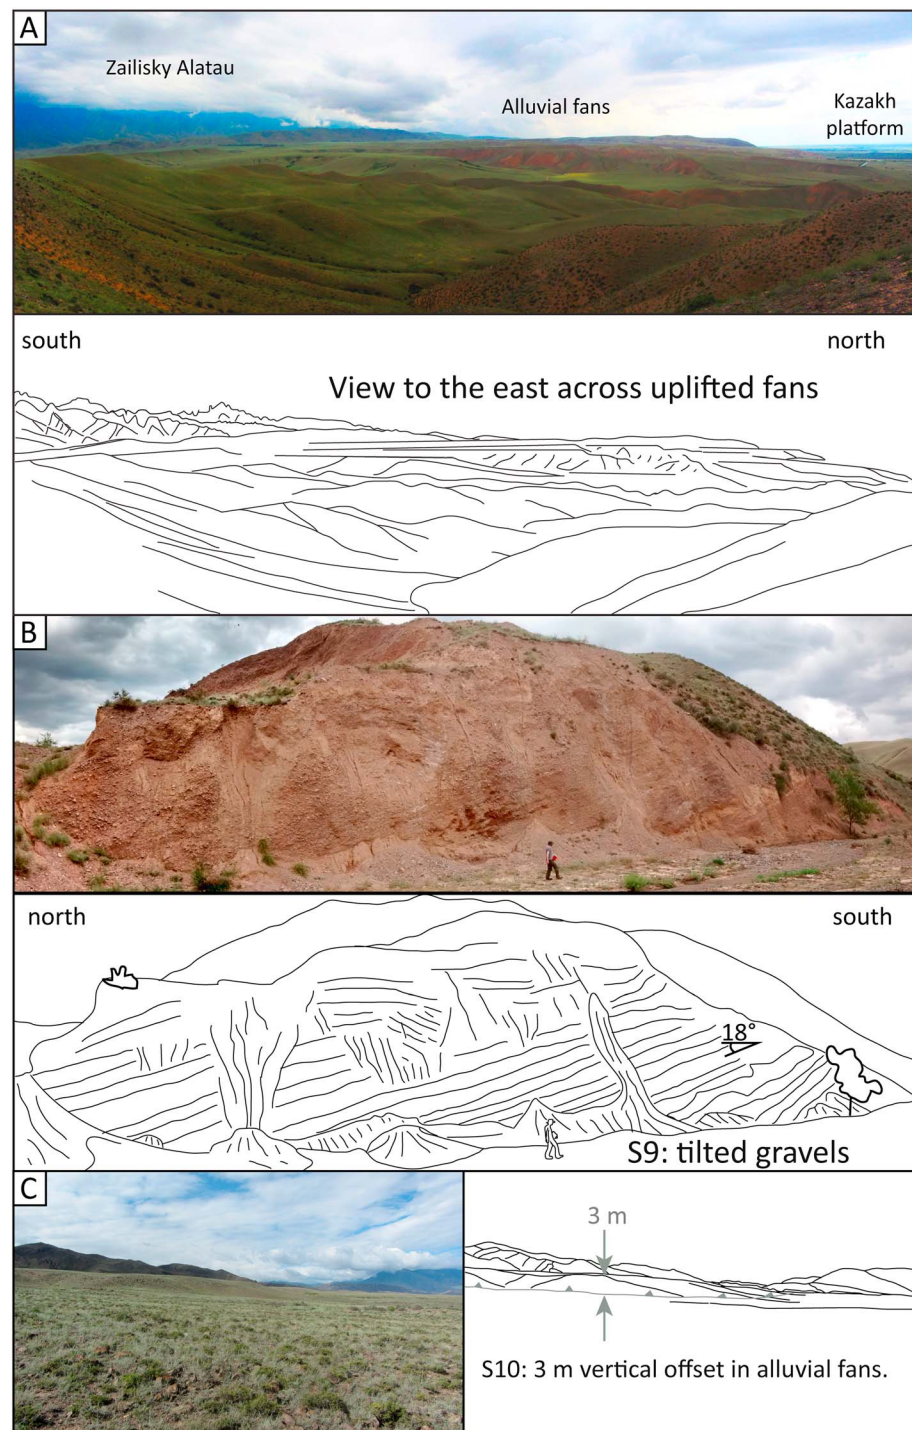 A
Zailisky Alatau
Alluvial fans
Kazakh
platform
south
north
View to the east across uplifted fans
B
north
south
18°
S9: tilted gravels
C
3 m
S10: 3 m vertical offset in alluvial fans.